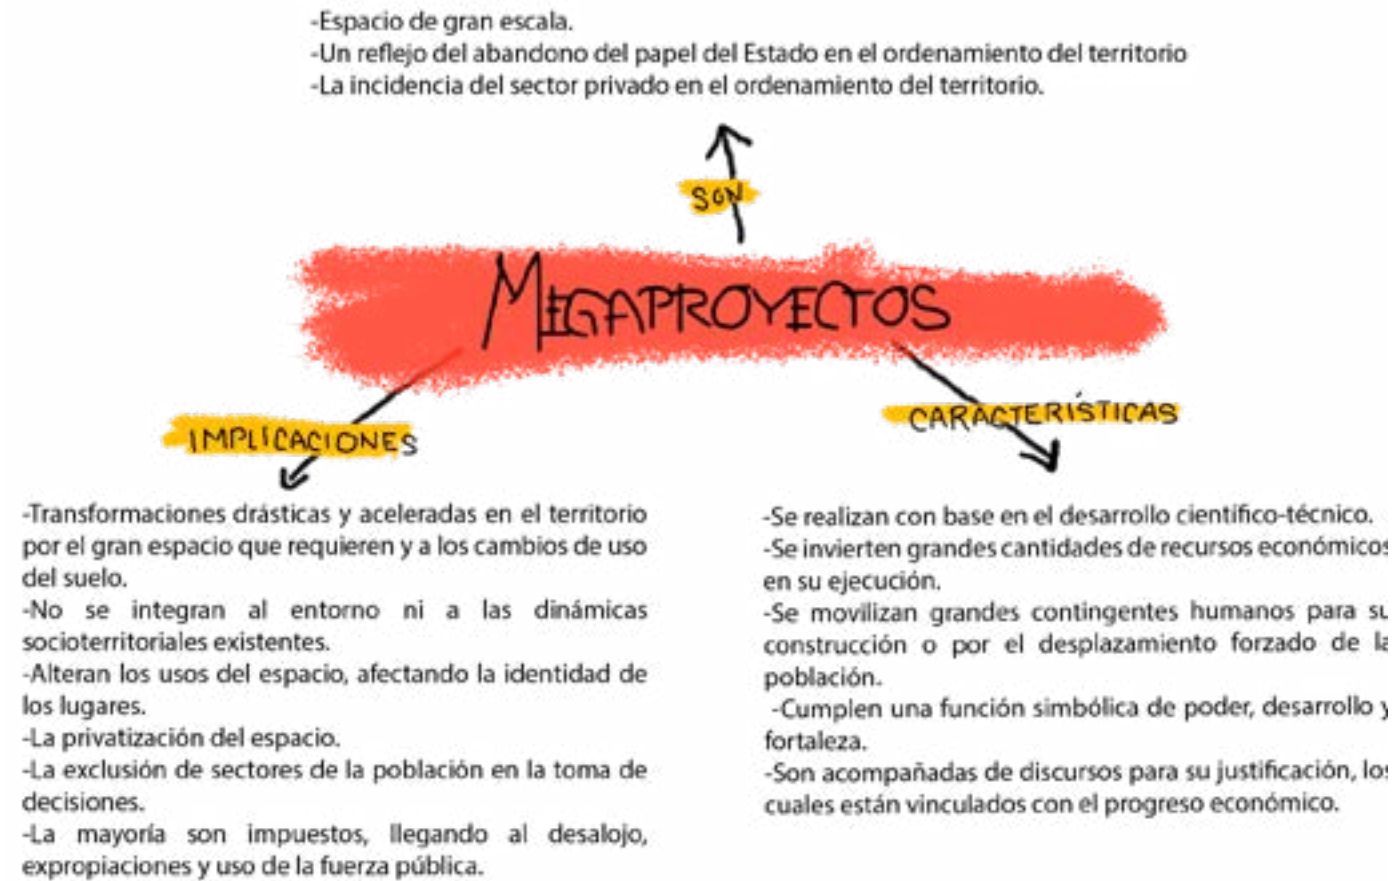 -Espacio de gran escala.
-Un reflejo del abandono del papel del Estado en el ordenamiento del territorio
-La incidencia del sector privado en el ordenamiento del territorio.
SON
MEGAPROYECTOS
IMPLICACIONES
CARACTERÍSTICAS
-Transformaciones drásticas y aceleradas en el territorio
por el gran espacio que requieren y a los cambios de uso
del suelo.
-No se integran al entorno ni a las dinámicas
socioterritoriales existentes.
-Alteran los usos del espacio, afectando la identidad de
los lugares.
-La privatización del espacio.
-La exclusión de sectores de la población en la toma de
decisiones.
-La mayoría son impuestos, llegando al desalojo,
expropiaciones y uso de la fuerza pública.
-Se realizan con base en el desarrollo científico-técnico.
-Se invierten grandes cantidades de recursos económicos
en su ejecución.
-Se movilizan grandes contingentes humanos para su
construcción o por el desplazamiento forzado de la
población.
-Cumplen una función simbólica de poder, desarrollo y
fortaleza.
-Son acompañadas de discursos para su justificación, los
cuales están vinculados con el progreso económico.